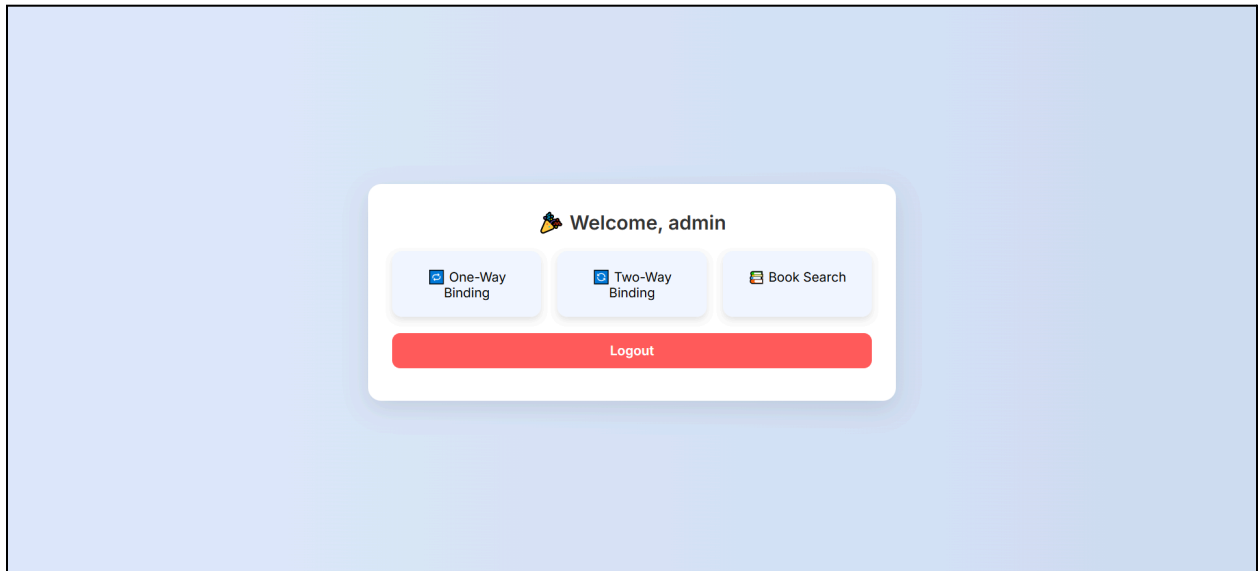 🎉 Welcome, admin
🔁 One-Way
Binding
🔄 Two-Way
Binding
📚 Book Search
Logout